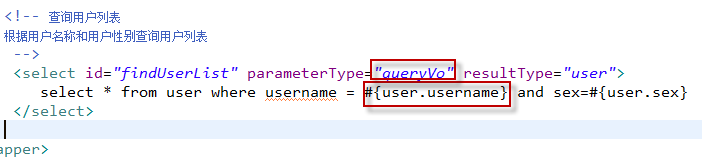 <!-- 查询用户列表
根据用户名称和用户性别查询用户列表
-->
<select id="findUserList" parameterType="queryVo" resultType="user">
select * from user where username = #{user.username} and sex=#{user.sex}
</select>
apper>